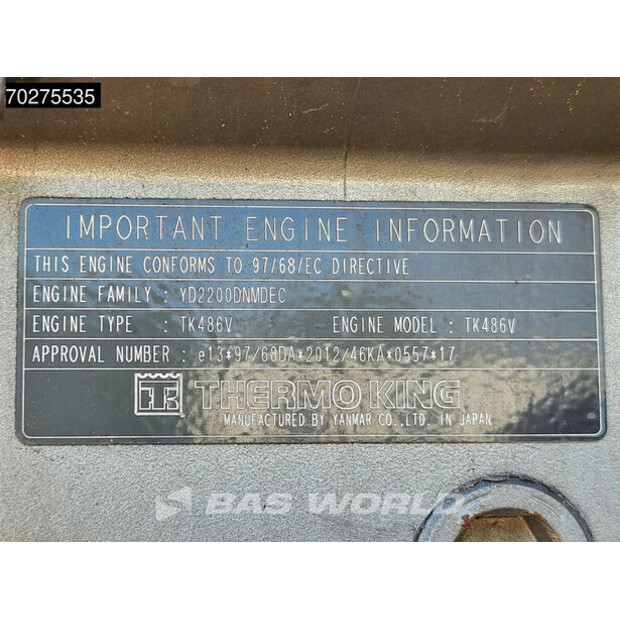 70275535
IMPORTANT ENGINE INFORMATION
THIS ENGINE CONFORMS TO 97/68/EC DIRECTIVE
ENGINE FAMILY : YD2200DNMDEC
ENGINE TYPE : TK486V ENGINE MODEL : TK486V
APPROVAL NUMBER : e13*97/68DA*2012/46KA*0557*17
TK THERMO KING
MANUFACTURED BY YANMAR CO.,LTD. IN JAPAN
BAS WORLD